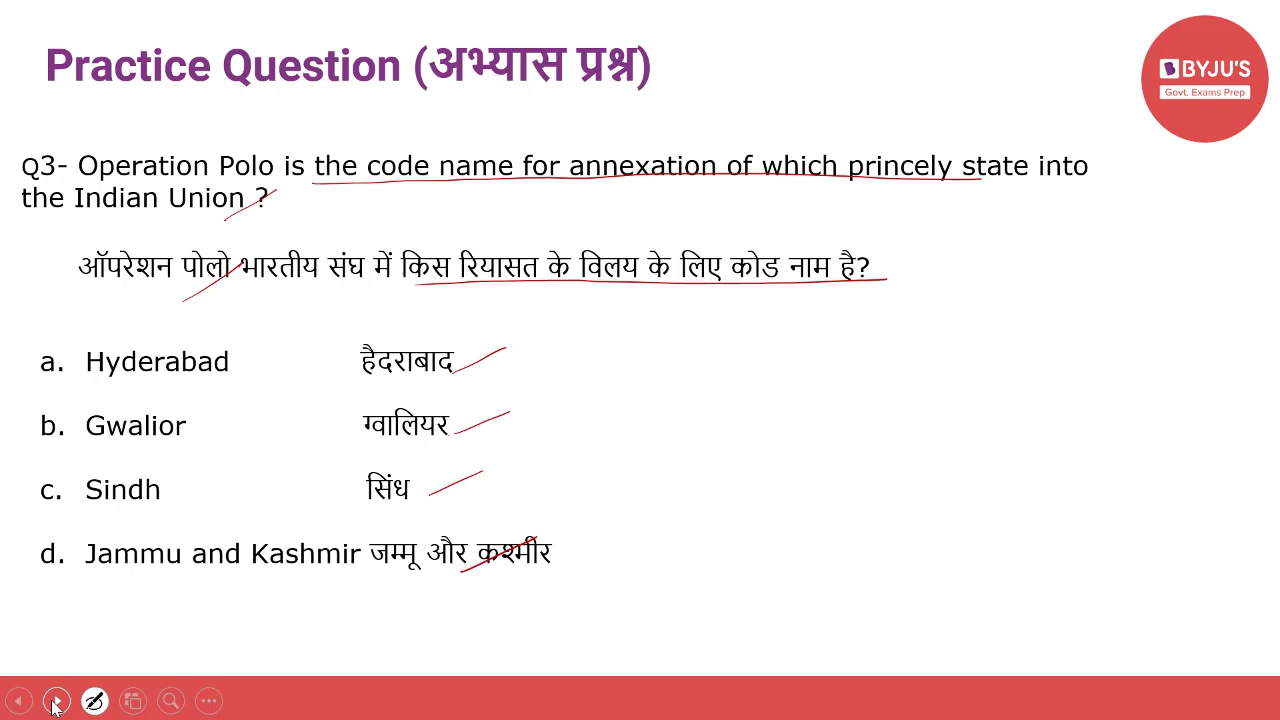 Practice Question (अभ्यास प्रश्न)
BYJU'S
Govt. Exams Prep
Q3- Operation Polo is the code name for annexation of which princely state into
the Indian Union ?
ऑपरेशन पोलो भारतीय संघ में किस रियासत के विलय के लिए कोड नाम है?
a. Hyderabad हैदराबाद
b. Gwalior ग्वालियर
c. Sindh सिंध
d. Jammu and Kashmir जम्मू और कश्मीर